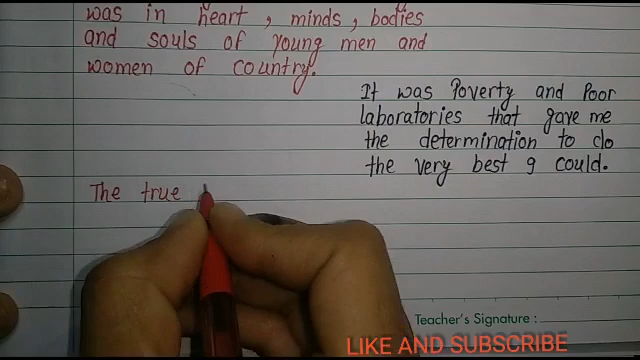 was in heart, minds, bodies
and souls of young men and
women of country.
It was Poverty and Poor
laboratories that gave me
the determination to do
the very best I could.
The true
Teacher's Signature :
LIKE AND SUBSCRIBE